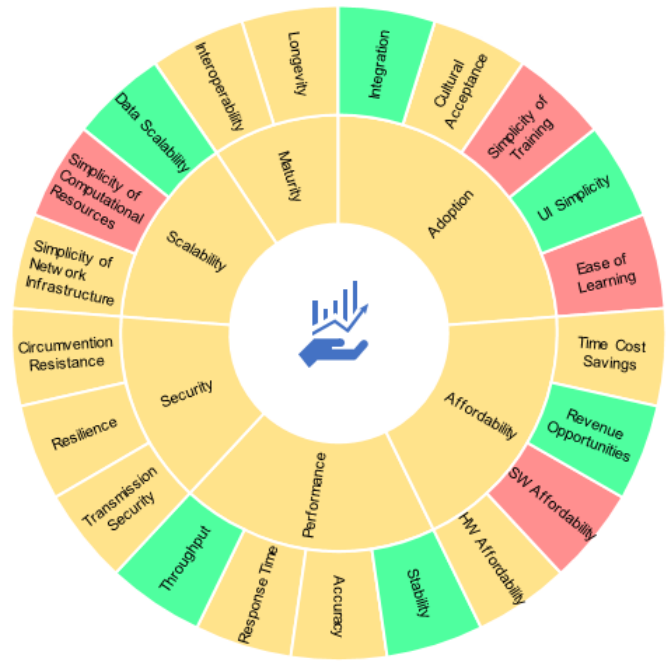 Integration
Cultural
Acceptance
Simplicity of
Training
UI Simplicity
Ease of
Learning
Time Cost
Savings
Revenue
Opportunities
SW Affordability
HW Affordability
Stability
Accuracy
Response Time
Throughput
Transmission
Security
Resilience
Circumvention
Resistance
Simplicity of
Network
Infrastructure
Simplicity of
Computational
Resources
Data Scalability
Interoperability
Longevity
Adoption
Affordability
Performance
Security
Scalability
Maturity